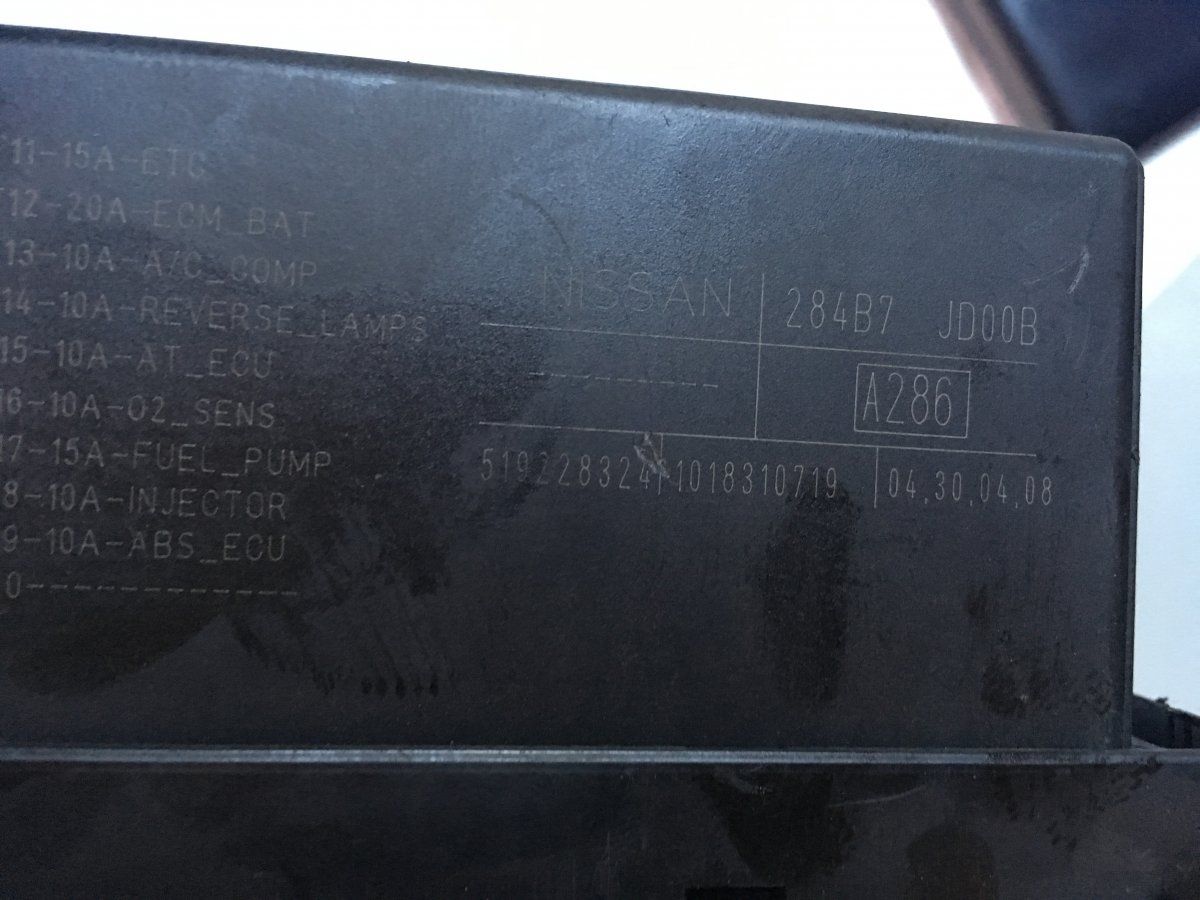 11-15A-ETC
12-20A-ECM_BAT
13-10A-A/C_COMP
14-10A-REVERSE_LAMPS
15-10A-AT_ECU
16-10A-O2_SENS
17-15A-FUEL_PUMP
8-10A-INJECTOR
9-10A-ABS_ECU
0------------
NISSAN 284B7 JD00B
----------- A286
519228324 1018310719 04.30.04.08